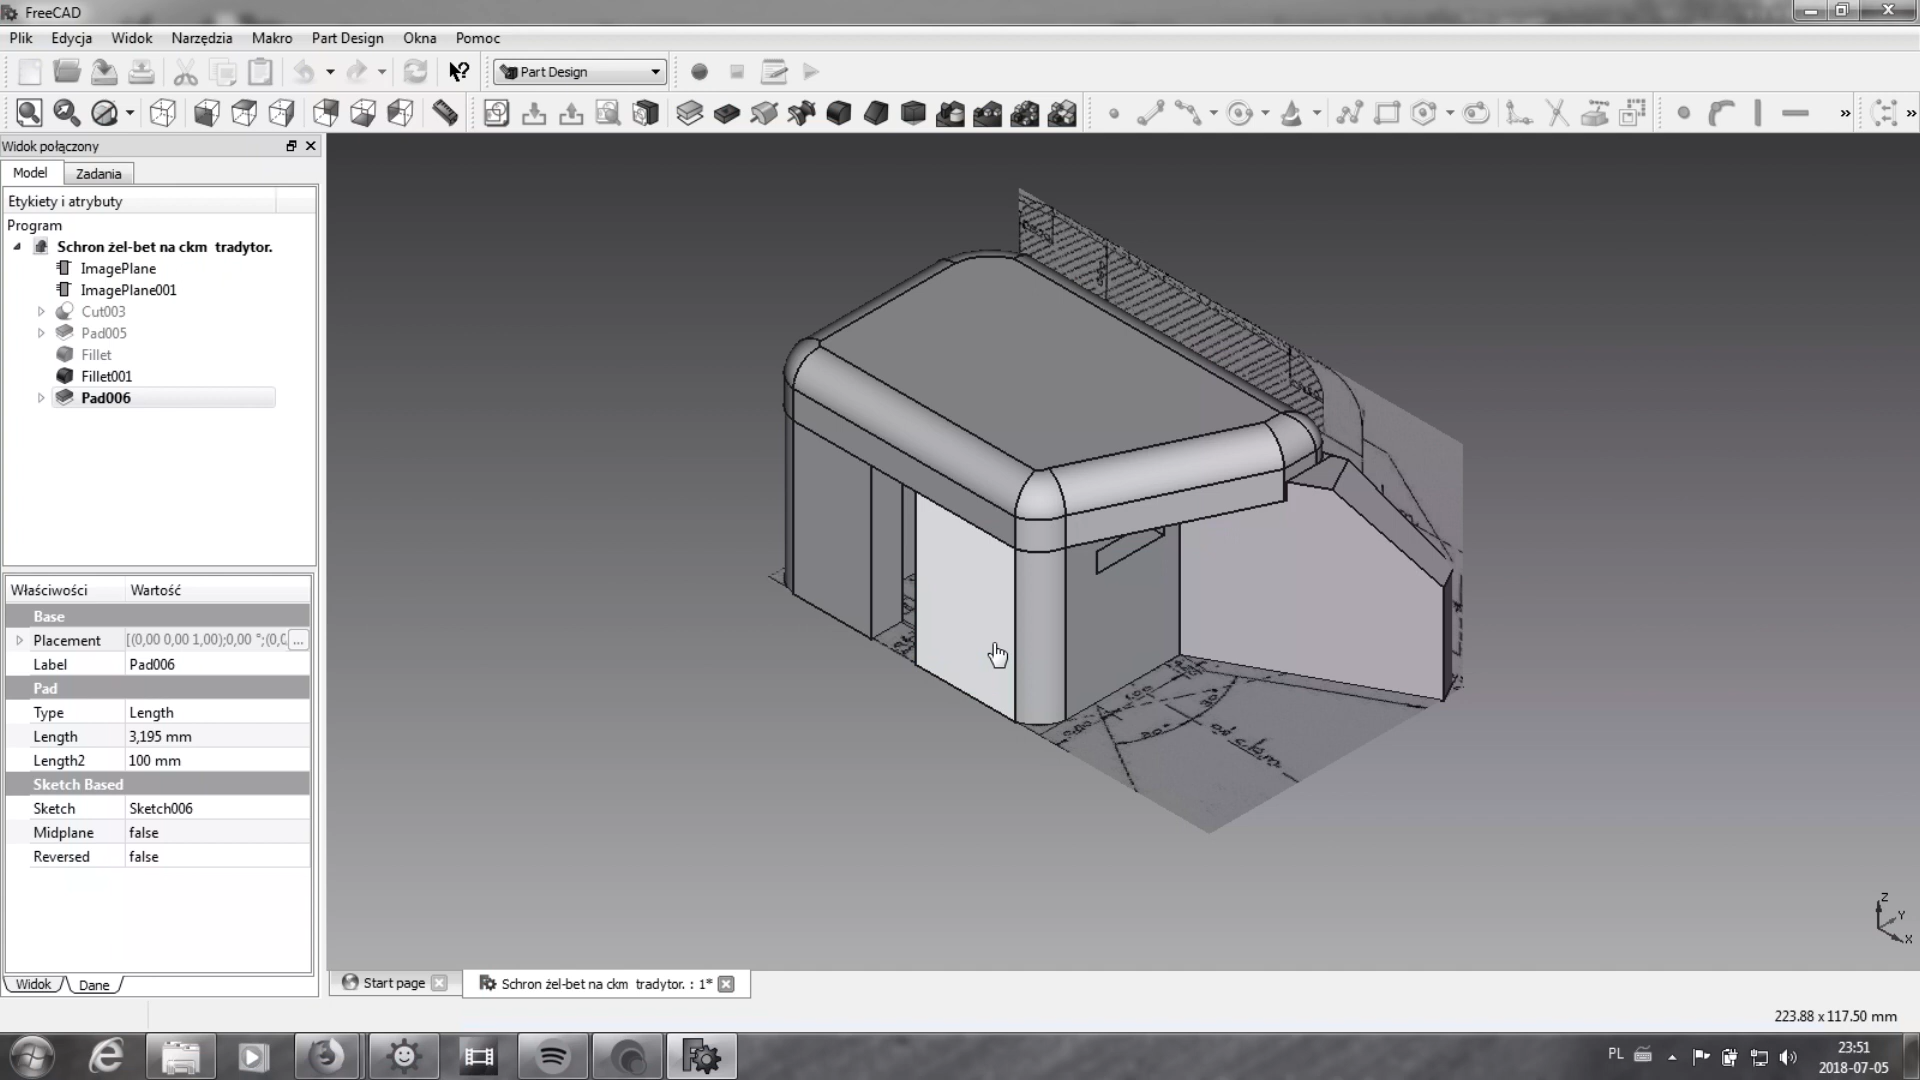 FreeCAD
Plik Edycja Widok Narzędzia Makro Part Design Okna Pomoc
Part Design
Widok połączony
Model Zadania
Etykiety i atrybuty
Program
Schron żel-bet na ckm tradytor.
ImagePlane
ImagePlane001
Cut003
Pad005
Fillet
Fillet001
Pad006
Właściwości Wartość
Base
Placement [(0,00 0,00 1,00);0,00 °;(0,0 ...
Label Pad006
Pad
Type Length
Length 3,195 mm
Length2 100 mm
Sketch Based
Sketch Sketch006
Midplane false
Reversed false
Widok Dane
Z
Y
X
Start page
Schron żel-bet na ckm tradytor. : 1*
223.88 x 117.50 mm
PL
23:51
2018-07-05